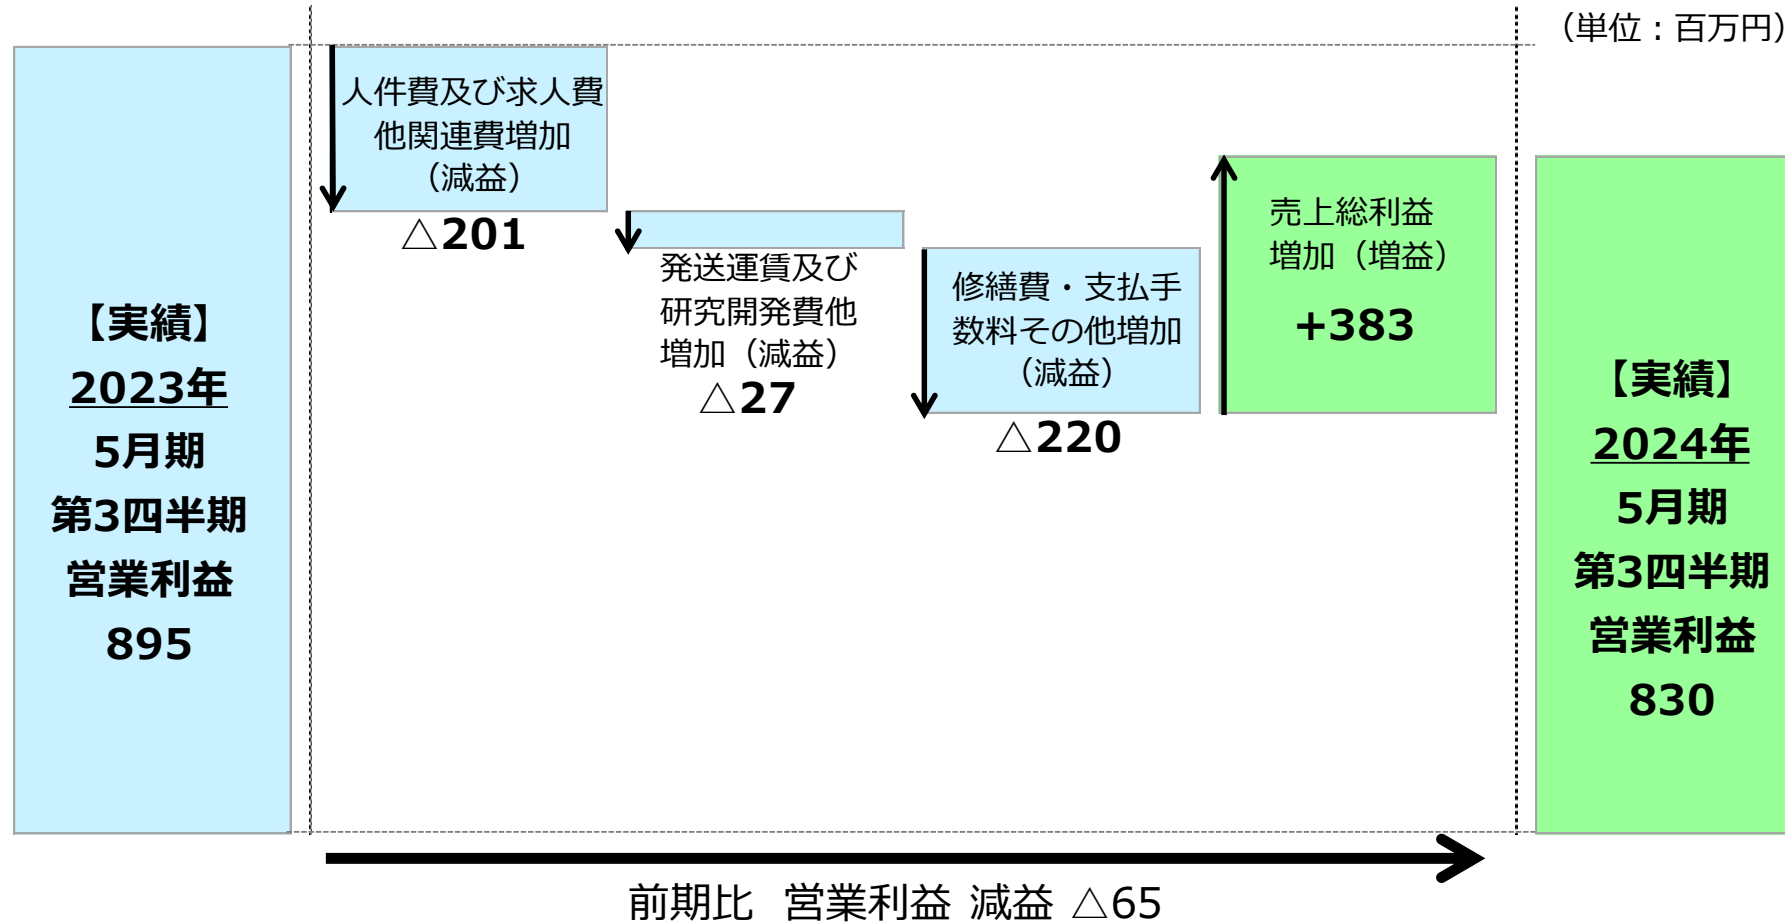 （単位：百万円）
【実績】
2023年
5月期
第3四半期
営業利益
895
人件費及び求人費
他関連費増加
（減益）
△201
発送運賃及び
研究開発費他
増加（減益）
△27
修繕費・支払手
数料その他増加
（減益）
△220
売上総利益
増加（増益）
+383
【実績】
2024年
5月期
第3四半期
営業利益
830
前期比 営業利益 減益 △65